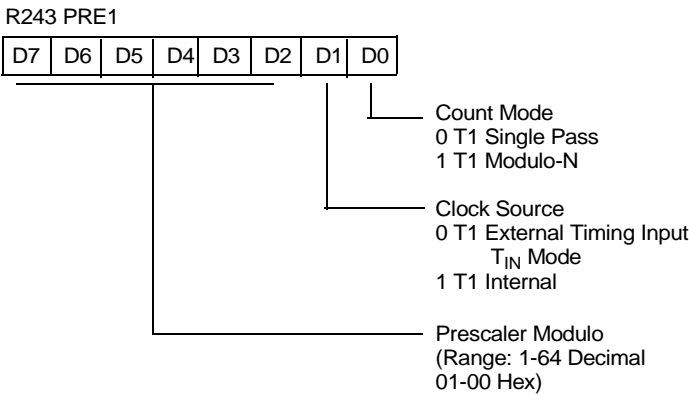 R243 PRE1
D7 D6 D5 D4 D3 D2 D1 D0
Count Mode
0 T1 Single Pass
1 T1 Modulo-N
Clock Source
0 T1 External Timing Input
TIN Mode
1 T1 Internal
Prescaler Modulo
(Range: 1-64 Decimal
01-00 Hex)